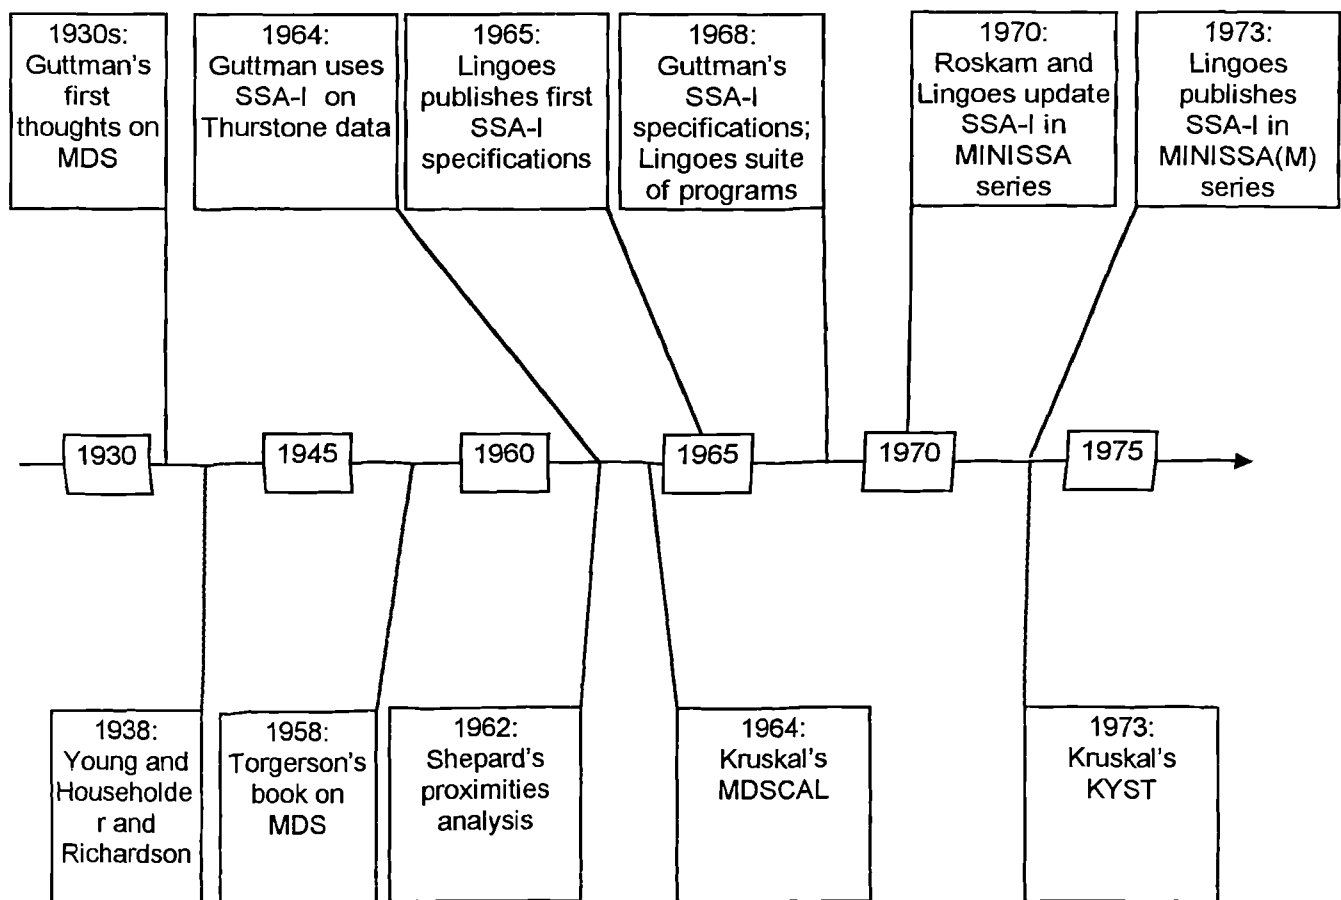 1930s:
Guttman's
first
thoughts on
MDS
1964:
Guttman uses
SSA-I on
Thurstone data
1965:
Lingoes
publishes first
SSA-I
specifications
1968:
Guttman's
SSA-I
specifications;
Lingoes suite
of programs
1970:
Roskam and
Lingoes update
SSA-I in
MINISSA
series
1973:
Lingoes
publishes
SSA-I in
MINISSA(M)
series
1930
1945
1960
1965
1970
1975
1938:
Young and
Householde
r and
Richardson
1958:
Torgerson's
book on
MDS
1962:
Shepard's
proximities
analysis
1964:
Kruskal's
MDSCAL
1973:
Kruskal's
KYST